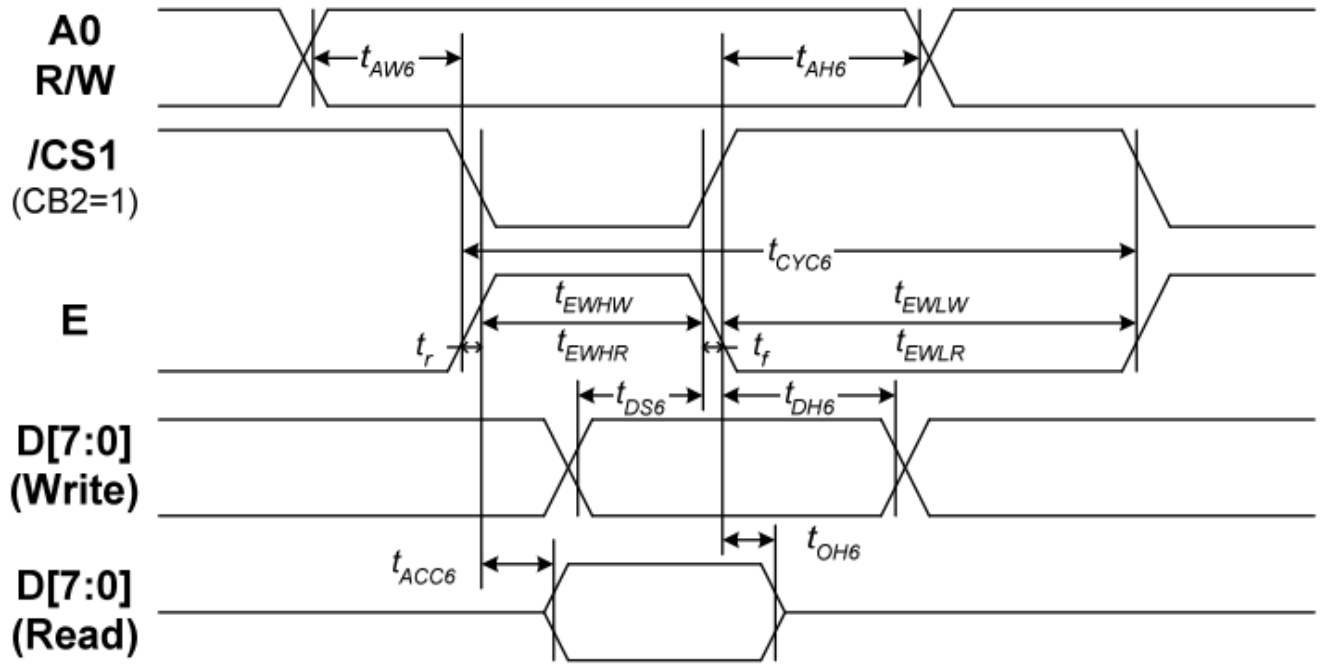 A0
R/W
tAW6
tAH6
/CS1
(CB2=1)
tCYC6
E
tEWHW
tEWLW
tr
tEWHR
tf
tEWLR
tDS6
tDH6
D[7:0]
(Write)
tOH6
tACC6
D[7:0]
(Read)